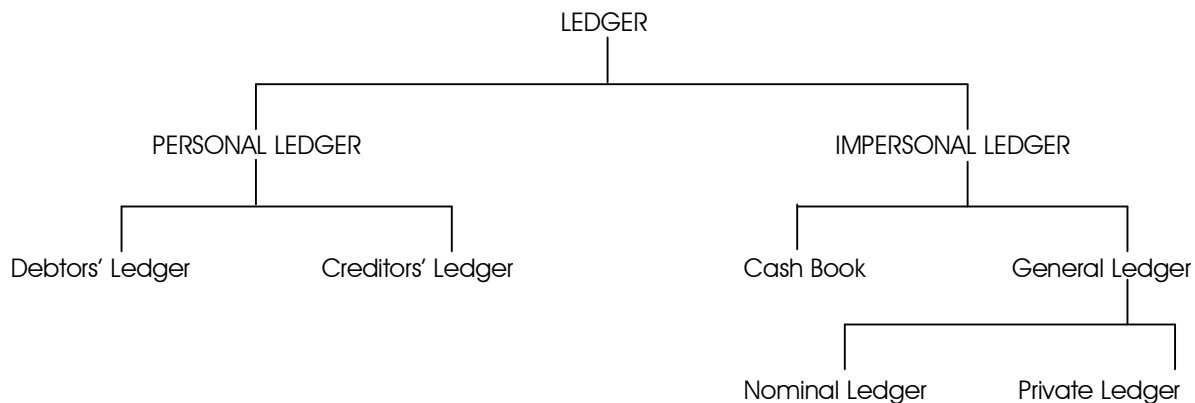 LEDGER
PERSONAL LEDGER IMPERSONAL LEDGER
Debtors’ Ledger Creditors’ Ledger Cash Book General Ledger
Nominal Ledger Private Ledger